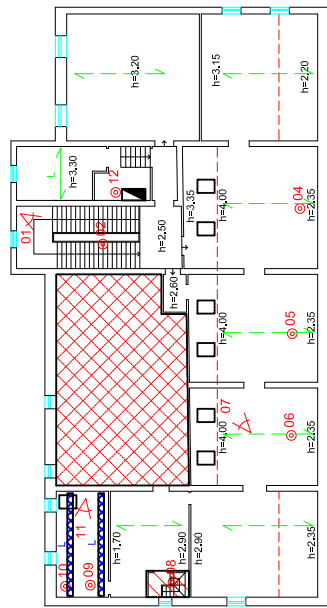 h=3.20
h=3.15
h=2.20
L
h=3.30
12
h=3.35
h=4.00
04
h=2.35
01
02
h=2.50
h=2.60
h=4.00
05
h=2.35
07
h=4.00
06
h=2.35
10
L
09
11
L
h=1.70
h=2.90
08
h=2.90
h=2.35